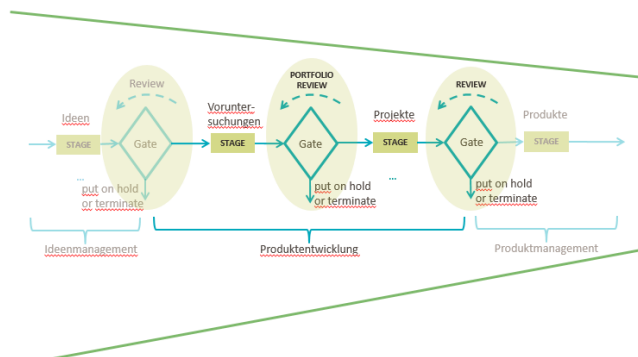 Review
PORTFOLIO
REVIEW
REVIEW
Ideen
Vorunter-
suchungen
Projekte
Produkte
STAGE
Gate
STAGE
Gate
STAGE
Gate
STAGE
...
put on hold
or terminate
put on hold
or terminate
...
put on hold
or terminate
Ideenmanagement
Produktentwicklung
Produktmanagement